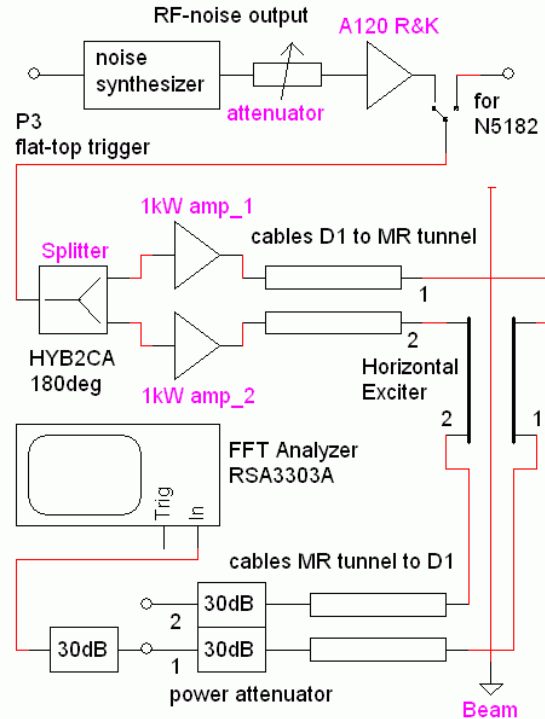 RF-noise output
A120 R&K
noise
synthesizer
attenuator
for
N5182
P3
flat-top trigger
1kW amp_1
cables D1 to MR tunnel
Splitter
1
2
HYB2CA
180deg
Horizontal
Exciter
1kW amp_2
2
1
FFT Analyzer
RSA3303A
Trig
In
cables MR tunnel to D1
30dB
2
30dB
30dB
1
power attenuator
Beam